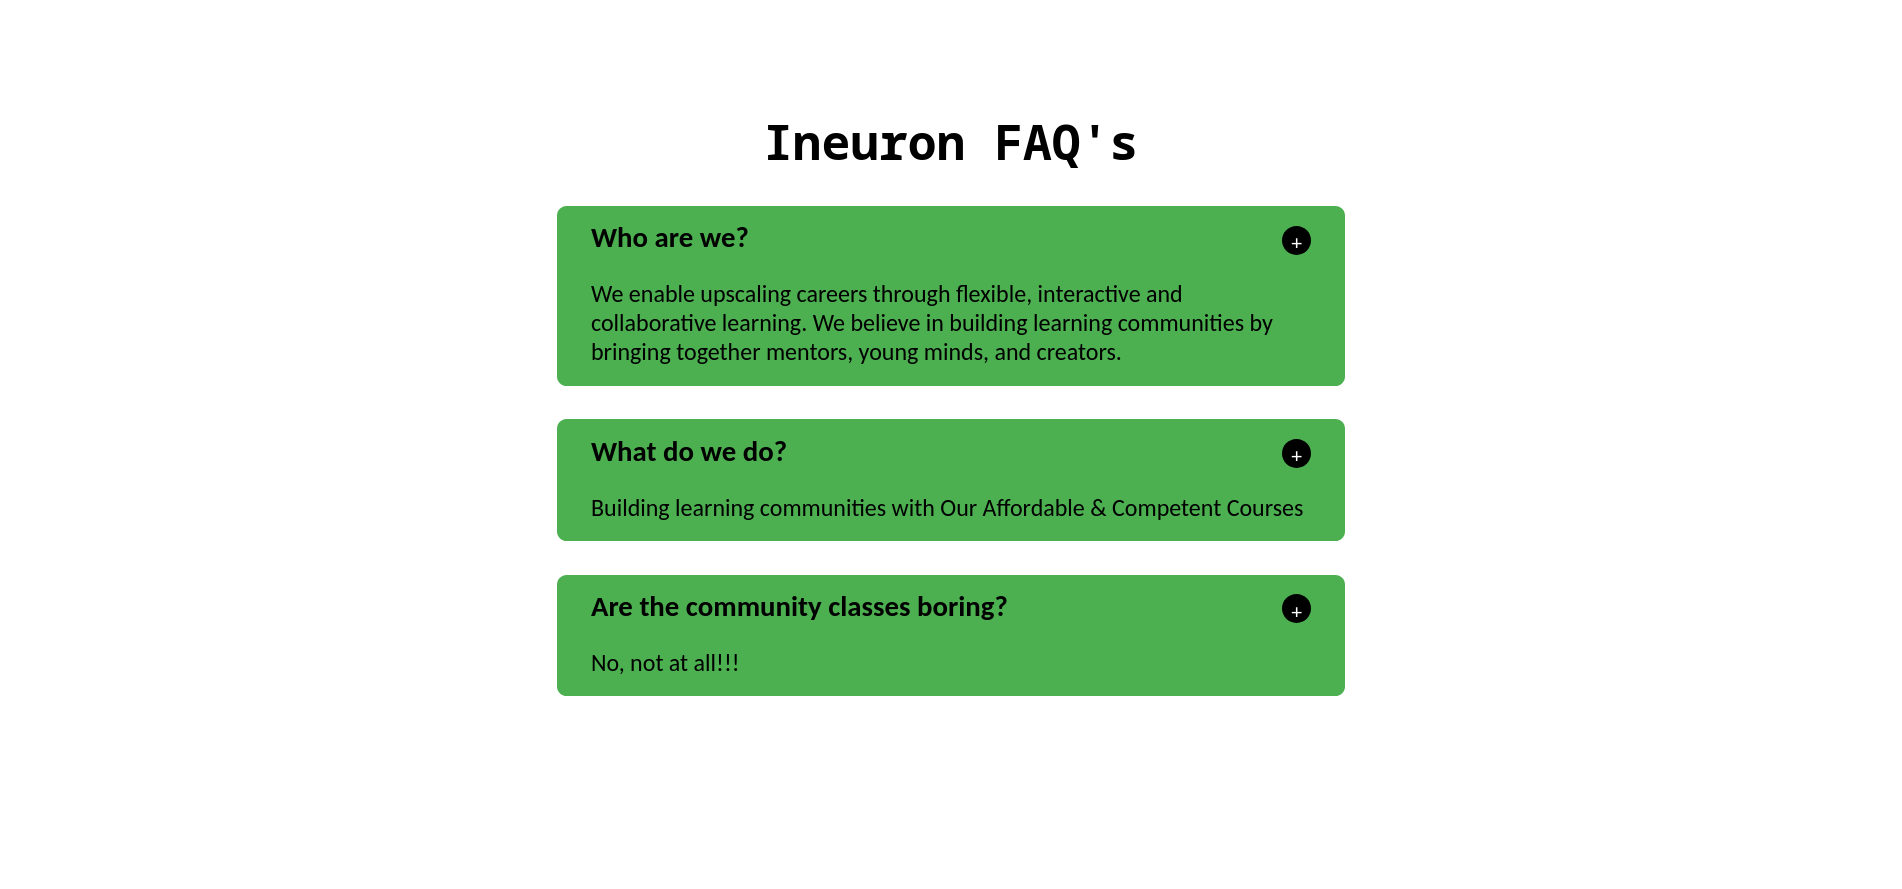 Ineuron FAQ's
Who are we?
+
We enable upscaling careers through flexible, interactive and
collaborative learning. We believe in building learning communities by
bringing together mentors, young minds, and creators.
What do we do?
+
Building learning communities with Our Affordable & Competent Courses
Are the community classes boring?
+
No, not at all!!!